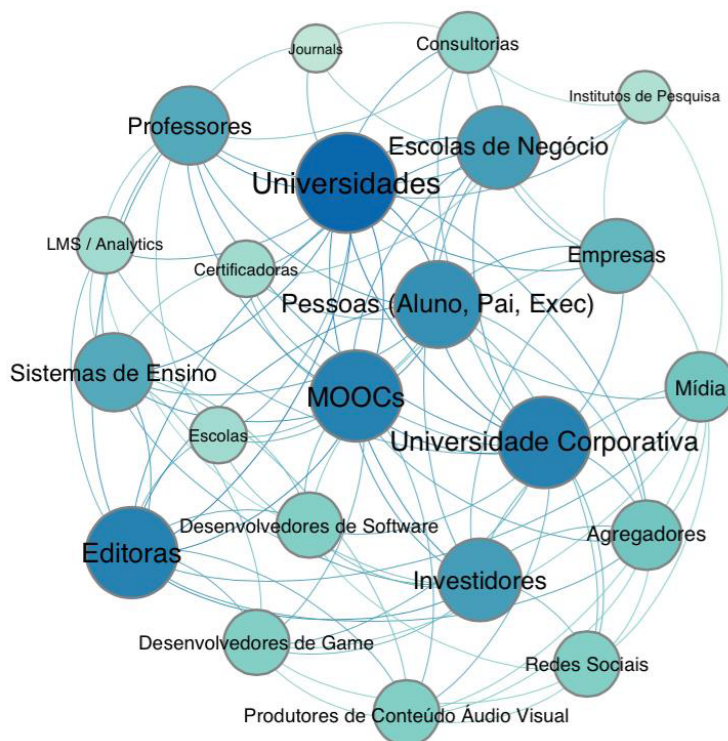 Journals
Consultorias
Institutos de Pesquisa
Professores
Escolas de Negócio
Universidades
LMS / Analytics
Certificadoras
Empresas
Pessoas (Aluno, Pai, Exec)
Sistemas de Ensino
MOOCs
Mídia
Escolas
Universidade Corporativa
Desenvolvedores de Software
Agregadores
Editoras
Investidores
Desenvolvedores de Game
Redes Sociais
Produtores de Conteúdo Áudio Visual